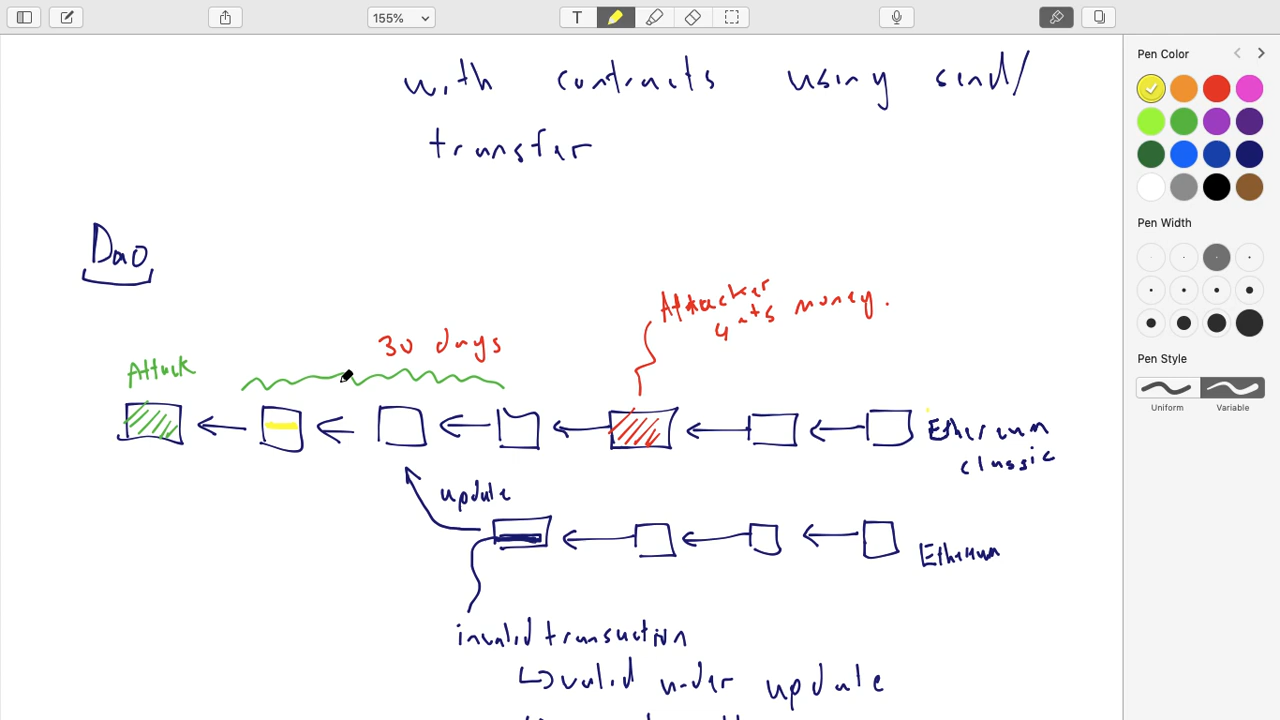 155%
T
with contracts using send/
transfer
Dao
Attacker
gets money.
30 days
Attack
Ethereum
classic
update
Ethereum
invalid transaction
↳ valid under update
Pen Color
Pen Width
Pen Style
Uniform
Variable